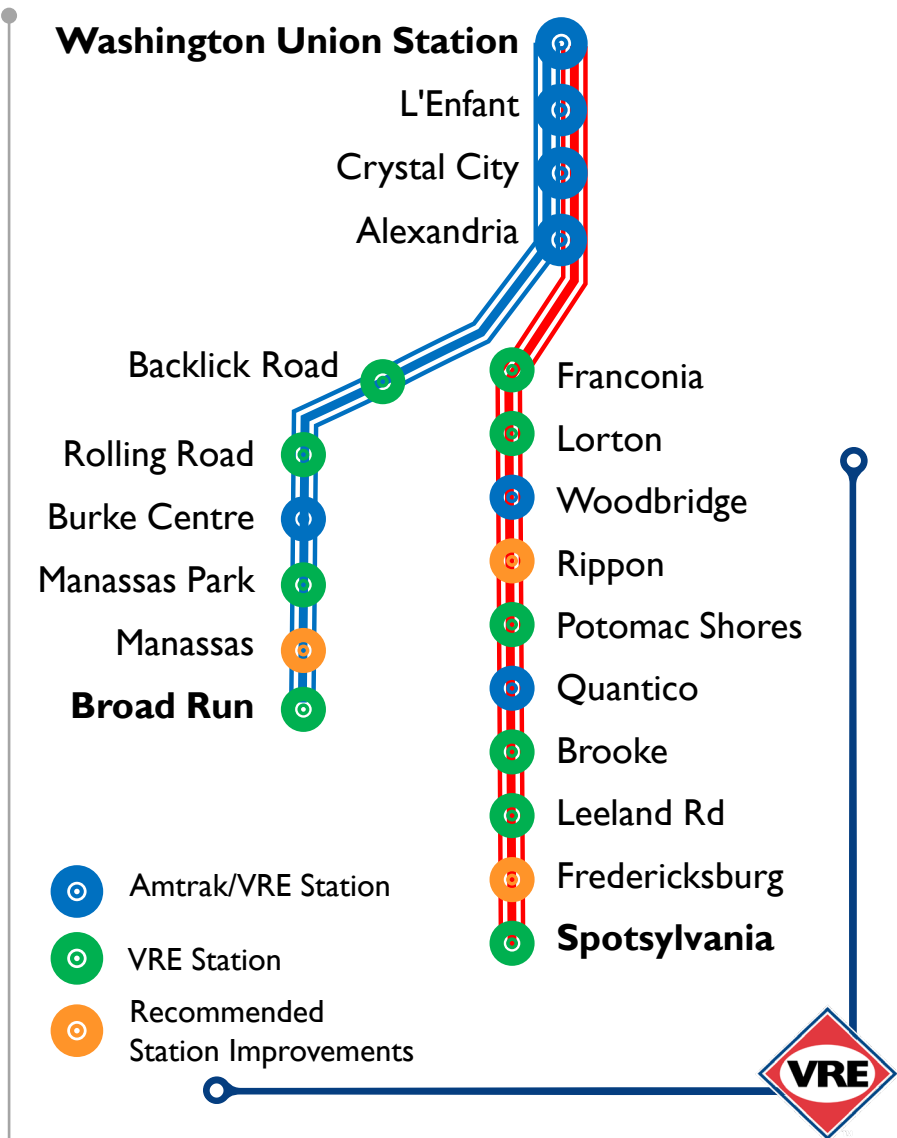 Washington Union Station
L'Enfant
Crystal City
Alexandria
Backlick Road
Rolling Road
Burke Centre
Manassas Park
Manassas
Broad Run
Franconia
Lorton
Woodbridge
Rippon
Potomac Shores
Quantico
Brooke
Leeland Rd
Fredericksburg
Spotsylvania
Amtrak/VRE Station
VRE Station
Recommended
Station Improvements
VRE